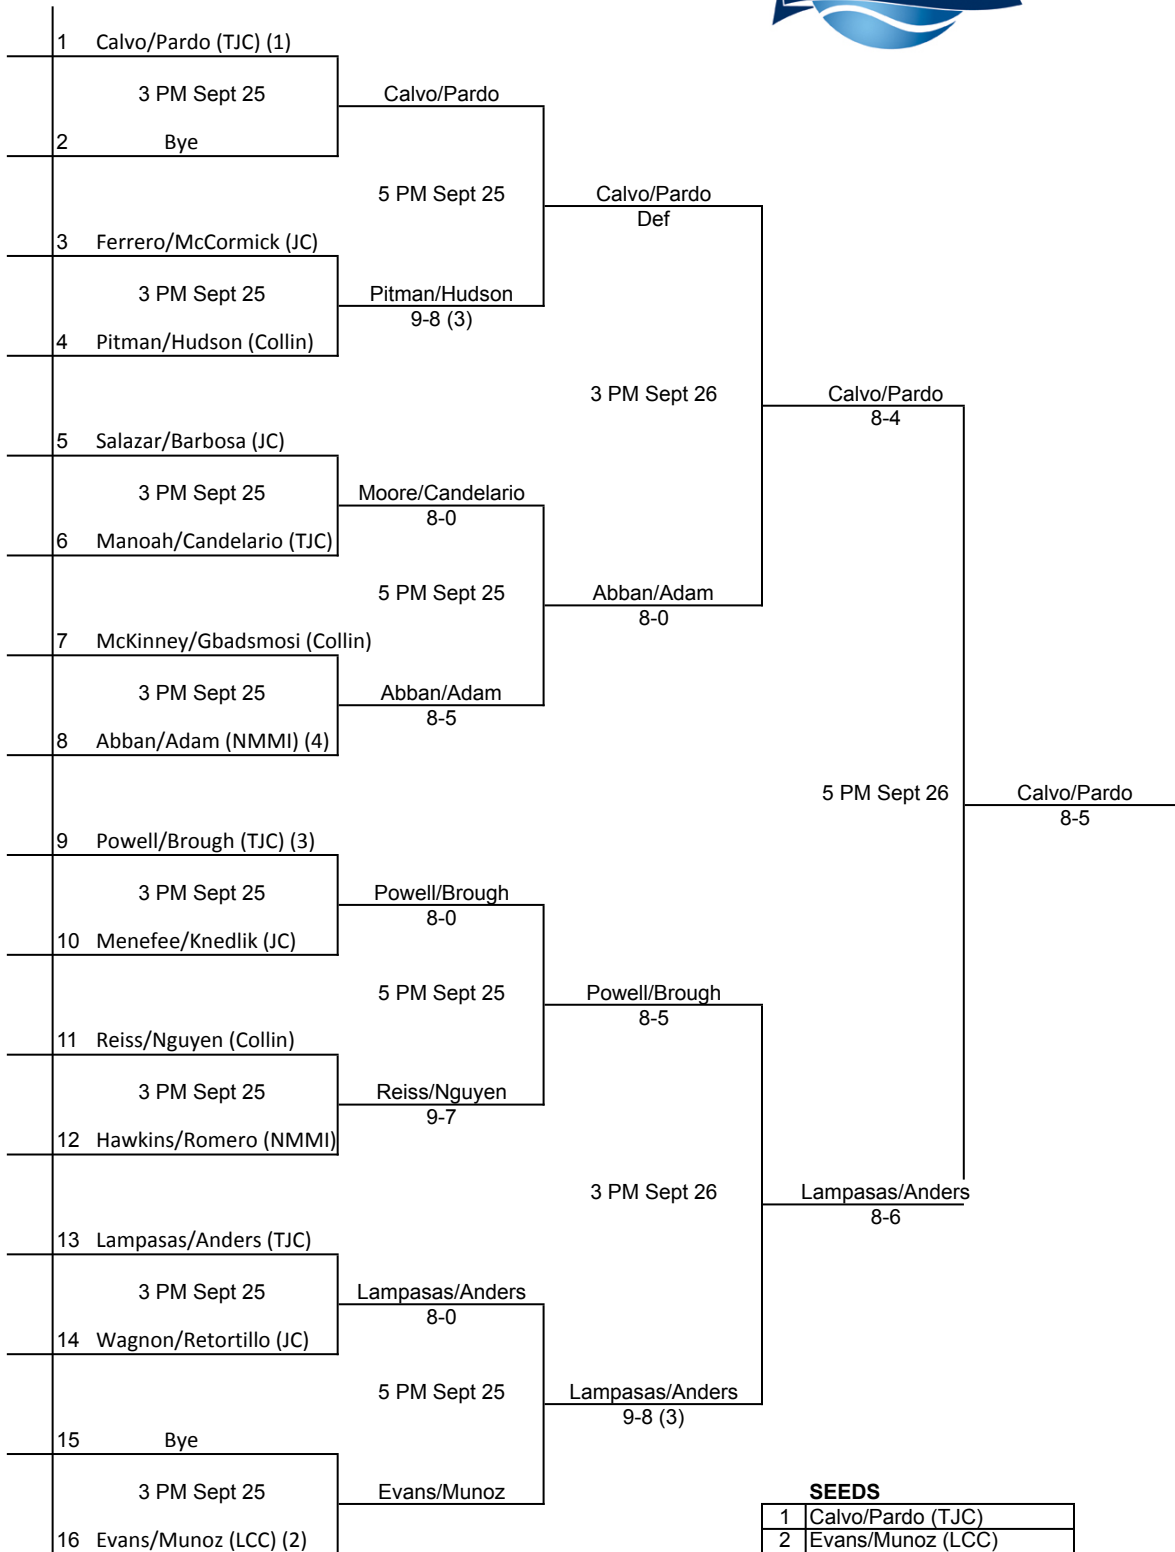 1 Calvo/Pardo (TJC) (1)
3 PM Sept 25
Calvo/Pardo
2 Bye
5 PM Sept 25
Calvo/Pardo
Def
3 Ferrero/McCormick (JC)
3 PM Sept 25
Pitman/Hudson
9-8 (3)
4 Pitman/Hudson (Collin)
3 PM Sept 26
Calvo/Pardo
8-4
5 Salazar/Barbosa (JC)
3 PM Sept 25
Moore/Candelario
8-0
6 Manoah/Candelario (TJC)
5 PM Sept 25
Abban/Adam
8-0
7 McKinney/Gbadsmosi (Collin)
3 PM Sept 25
Abban/Adam
8-5
8 Abban/Adam (NMMI) (4)
5 PM Sept 26
Calvo/Pardo
8-5
9 Powell/Brough (TJC) (3)
3 PM Sept 25
Powell/Brough
8-0
10 Menefee/Knedlik (JC)
5 PM Sept 25
Powell/Brough
8-5
11 Reiss/Nguyen (Collin)
3 PM Sept 25
Reiss/Nguyen
9-7
12 Hawkins/Romero (NMMI)
3 PM Sept 26
Lampasas/Anders
8-6
13 Lampasas/Anders (TJC)
3 PM Sept 25
Lampasas/Anders
8-0
14 Wagnon/Retortillo (JC)
5 PM Sept 25
Lampasas/Anders
9-8 (3)
15 Bye
3 PM Sept 25
Evans/Munoz
16 Evans/Munoz (LCC) (2)
SEEDS
1 Calvo/Pardo (TJC)
2 Evans/Munoz (LCC)